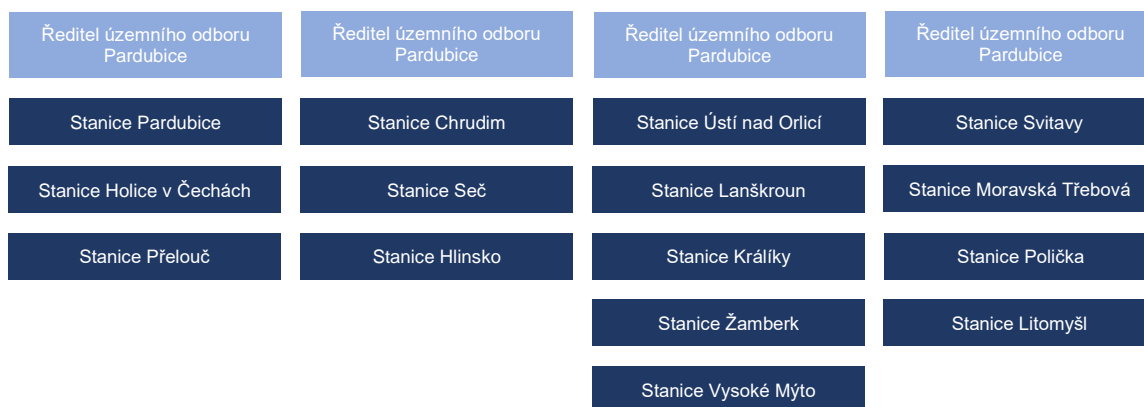 Ředitel územního odboru
Pardubice
Stanice Pardubice
Stanice Holice v Čechách
Stanice Přelouč
Ředitel územního odboru
Pardubice
Stanice Chrudim
Stanice Seč
Stanice Hlinsko
Ředitel územního odboru
Pardubice
Stanice Ústí nad Orlicí
Stanice Lanškroun
Stanice Králíky
Stanice Žamberk
Stanice Vysoké Mýto
Ředitel územního odboru
Pardubice
Stanice Svitavy
Stanice Moravská Třebová
Stanice Polička
Stanice Litomyšl